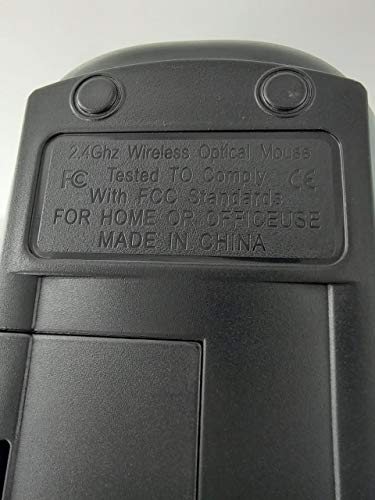 2.4Ghz Wireless Optical Mouse
FC Tested TO Comply CE
With FCC Standards
FOR HOME OR OFFICEUSE
MADE IN CHINA